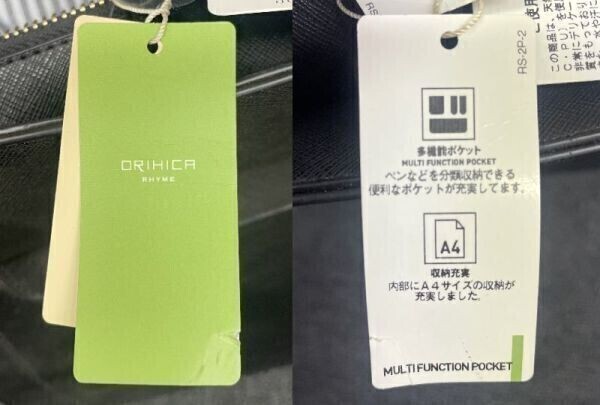 ORIHICA
RHYME
RS-2P-2
多機能ポケット
MULTI FUNCTION POCKET
ペンなどを分類収納できる
便利なポケットが充実してます。
A4
収納充実
内部にA4サイズの収納が
充実しました。
MULTI FUNCTION POCKET